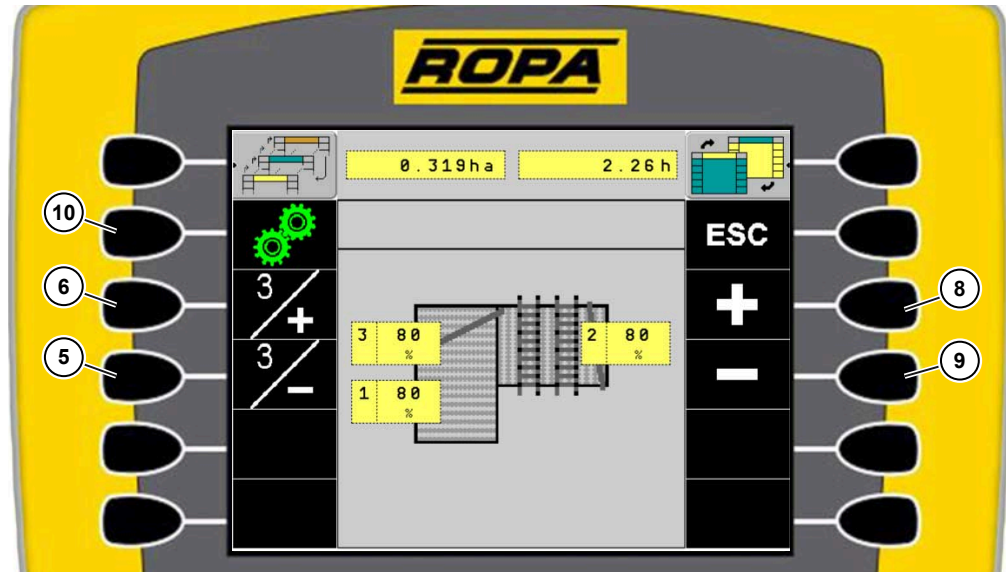 ROPA
0.319ha 2.26h
10
ESC
6 3/+ + 8
3 80 %
2 80 %
5 3/- - 9
1 80 %